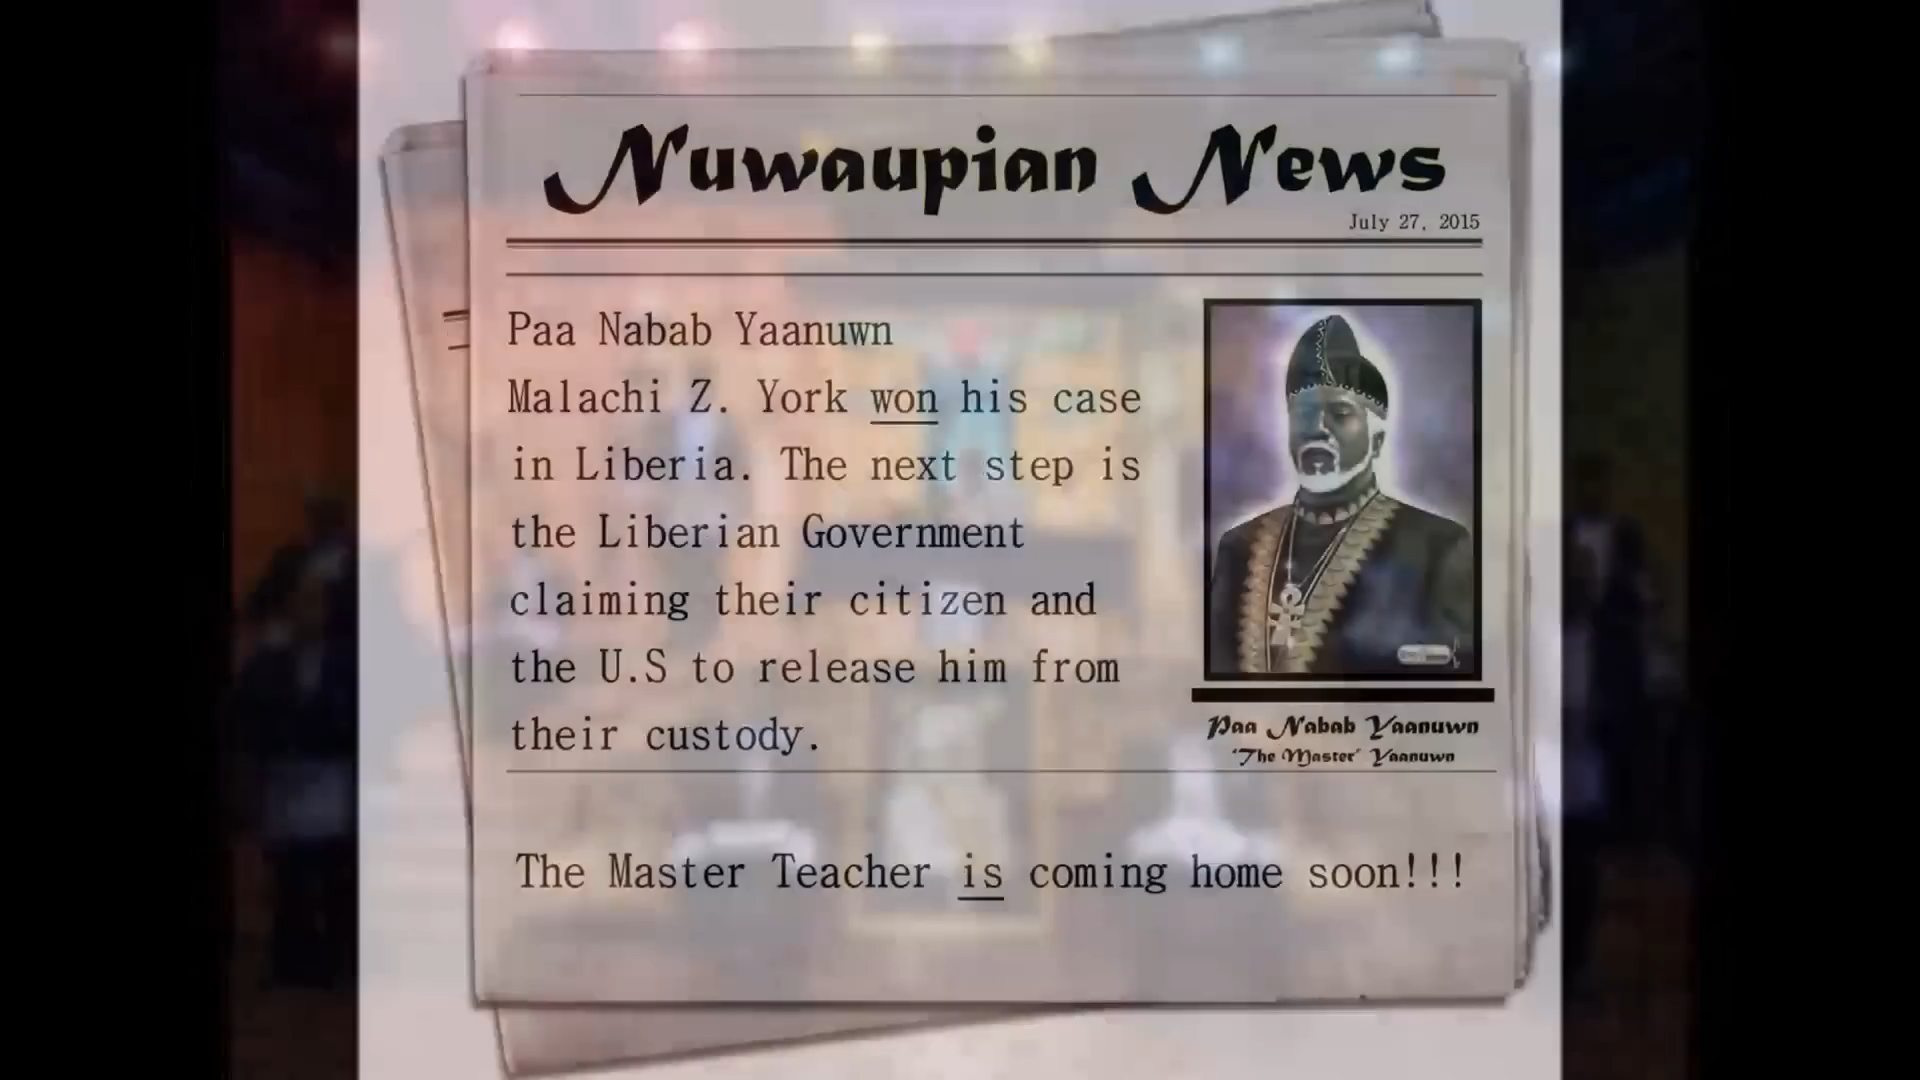 Nuwaupian News
July 27, 2015
Paa Nabab Yaanuwn
Malachi Z. York won his case
in Liberia. The next step is
the Liberian Government
claiming their citizen and
the U.S to release him from
their custody.
Paa Nabab Yaanuwn
'The Master' Yaanuwn
The Master Teacher is coming home soon!!!